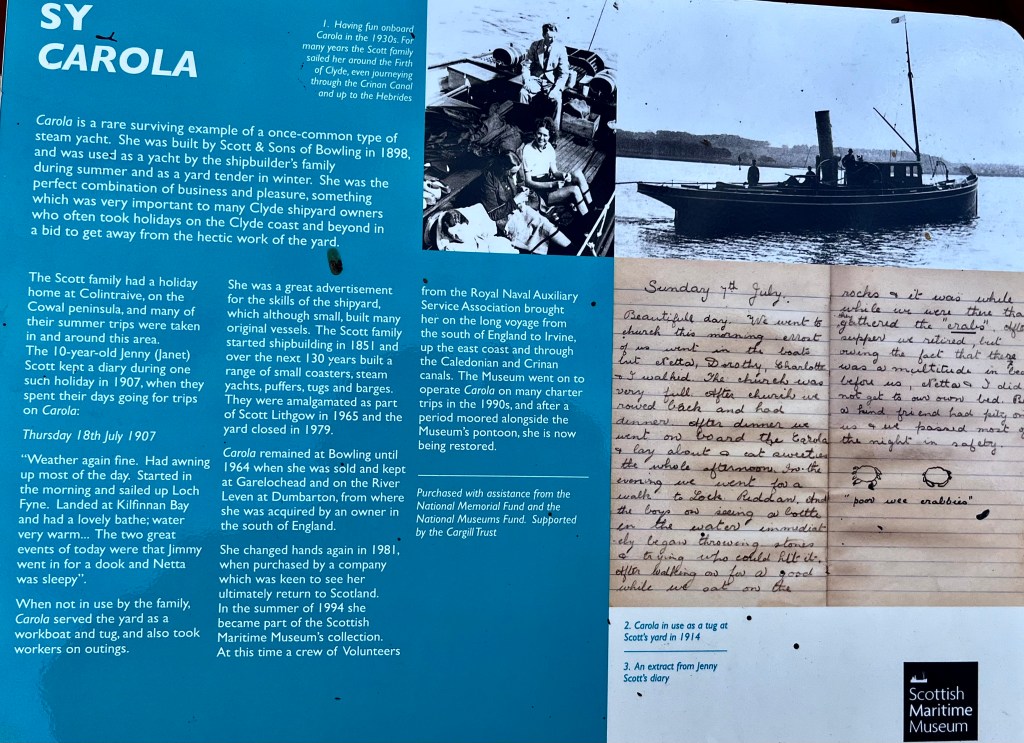 SY
CAROLA
1. Having fun onboard
Carola in the 1930s. For
many years the Scott family
sailed her around the Firth
of Clyde, even journeying
through the Crinan Canal
and up to the Hebrides
Carola is a rare surviving example of a once-common type of
steam yacht. She was built by Scott & Sons of Bowling in 1898,
and was used as a yacht by the shipbuilder's family
during summer and as a yard tender in winter. She was the
perfect combination of business and pleasure, something
which was very important to many Clyde shipyard owners
who often took holidays on the Clyde coast and beyond in
a bid to get away from the hectic work of the yard.
The Scott family had a holiday
home at Colintraive, on the
Cowal peninsula, and many of
their summer trips were taken
in and around this area.
The 10-year-old Jenny (Janet)
Scott kept a diary during one
such holiday in 1907, when they
spent their days going for trips
on Carola:
Thursday 18th July 1907
"Weather again fine. Had awning
up most of the day. Started in
the morning and sailed up Loch
Fyne. Landed at Kilfinnan Bay
and had a lovely bathe; water
very warm... The two great
events of today were that Jimmy
went in for a dook and Netta
was sleepy".
When not in use by the family,
Carola served the yard as a
workboat and tug, and also took
workers on outings.
She was a great advertisement
for the skills of the shipyard,
which although small, built many
original vessels. The Scott family
started shipbuilding in 1851 and
over the next 130 years built a
range of small coasters, steam
yachts, puffers, tugs and barges.
They were amalgamated as part
of Scott Lithgow in 1965 and the
yard closed in 1979.
Carola remained at Bowling until
1964 when she was sold and kept
at Garelochead and on the River
Leven at Dumbarton, from where
she was acquired by an owner in
the south of England.
She changed hands again in 1981,
when purchased by a company
which was keen to see her
ultimately return to Scotland.
In the summer of 1994 she
became part of the Scottish
Maritime Museum's collection.
At this time a crew of Volunteers
from the Royal Naval Auxiliary
Service Association brought
her on the long voyage from
the south of England to Irvine,
up the east coast and through
the Caledonian and Crinan
canals. The Museum went on to
operate Carola on many charter
trips in the 1990s, and after a
period moored alongside the
Museum's pontoon, she is now
being restored.
Purchased with assistance from the
National Memorial Fund and the
National Museums Fund. Supported
by the Cargill Trust
Sunday 7th July.
Beautiful day. We went to
church this morning. most
of us went in the boats
but Netta, Dorothy, Charlotte
& I walked. The church was
very full. After church we
rowed back and had
dinner. After dinner we
went on board the Carola
& lay about & eat sweeties
the whole afternoon. In the
evening we went for a
walk to Loch Riddan. And
the boys on seeing a bottle
in the water immediat-
ely began throwing stones
& trying who could hit it.
After walking on for a good
while we sat on the
rocks & it was while
while we were there that
gathered the "crabs". After
supper we retired, but
owing the fact that there
was a multitude in bed
before us, Netta & I did
not get to our own bed. But
a kind friend had pity on
us & we passed most of
the night in safety.
"poor wee crabbies"
2. Carola in use as a tug at
Scott's yard in 1914
3. An extract from Jenny
Scott's diary
Scottish
Maritime
Museum